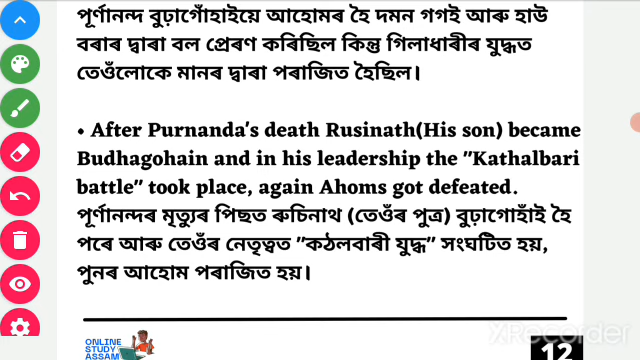 পূৰ্ণানন্দ বুঢ়াগোঁহাইয়ে আহোমৰ হৈ দমন গগই আৰু হাউ
বৰাৰ দ্বাৰা বল প্ৰেৰণ কৰিছিল কিন্তু গিলাধাৰীৰ যুদ্ধত
তেওঁলোকে মানৰ দ্বাৰা পৰাজিত হৈছিল।
• After Purnanda's death Rusinath(His son) became
Budhagohain and in his leadership the "Kathalbari
battle" took place, again Ahoms got defeated.
পূৰ্ণানন্দৰ মৃত্যুৰ পিছত ৰুচিনাথ (তেওঁৰ পুত্ৰ) বুঢ়াগোহাঁই হৈ
পৰে আৰু তেওঁৰ নেতৃত্বত "কঠলবাৰী যুদ্ধ" সংঘটিত হয়,
পুনৰ আহোম পৰাজিত হয়।
ONLINE
STUDY
ASSAM
12
XRecorder